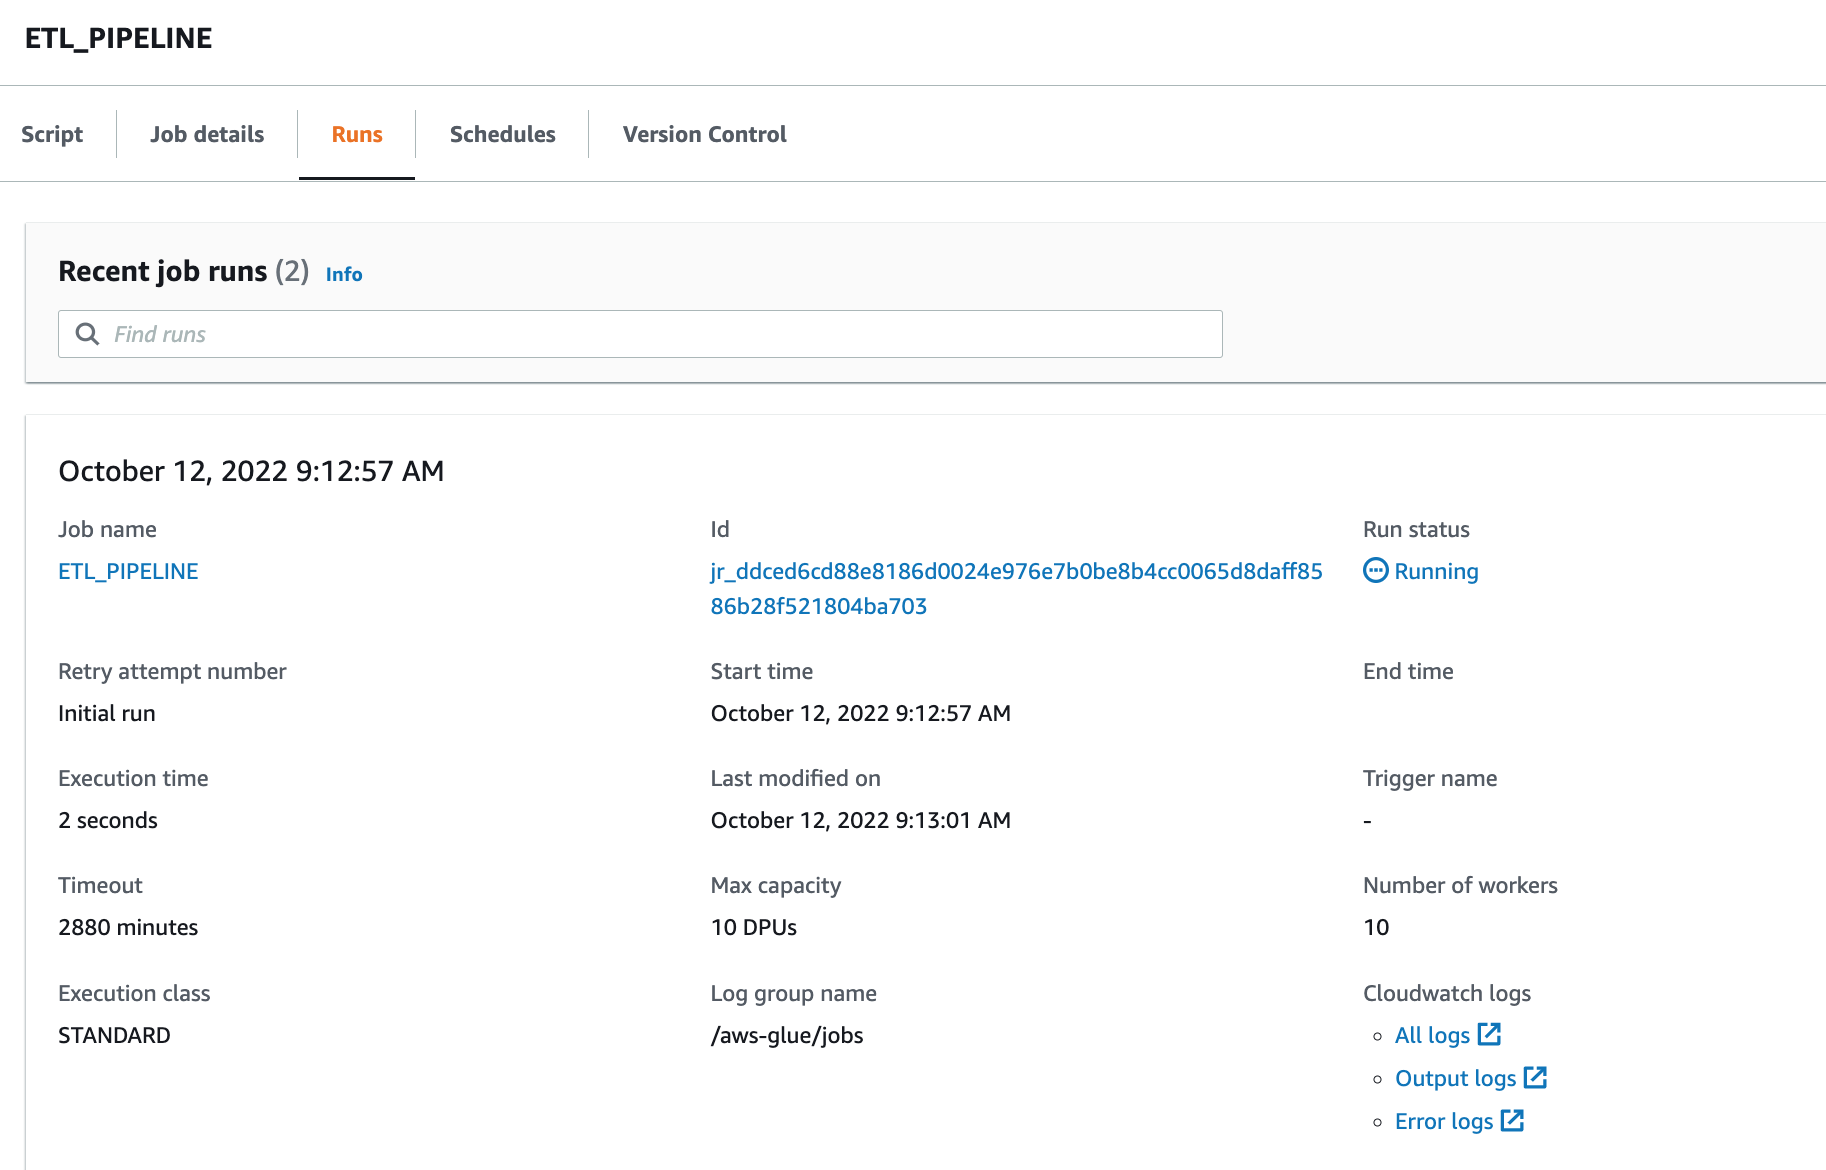 ETL_PIPELINE
Script
Job details
Runs
Schedules
Version Control
Recent job runs (2) Info
Find runs
October 12, 2022 9:12:57 AM
Job name
ETL_PIPELINE
Id
jr_ddced6cd88e8186d0024e976e7b0be8b4cc0065d8daff85
86b28f521804ba703
Run status
Running
Retry attempt number
Initial run
Start time
October 12, 2022 9:12:57 AM
End time
Execution time
2 seconds
Last modified on
October 12, 2022 9:13:01 AM
Trigger name
-
Timeout
2880 minutes
Max capacity
10 DPUs
Number of workers
10
Execution class
STANDARD
Log group name
/aws-glue/jobs
Cloudwatch logs
All logs
Output logs
Error logs